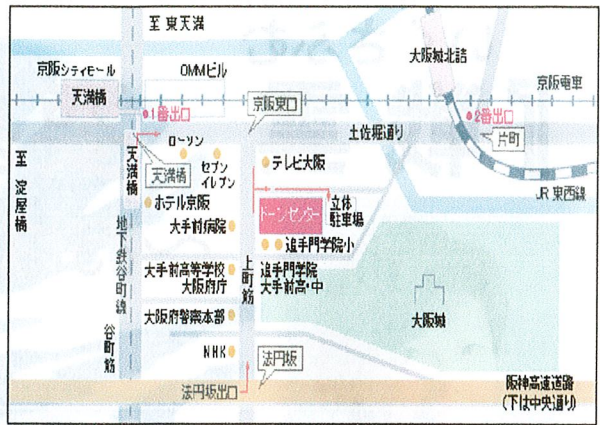 至 東天満
京阪シティモール
OMMビル
大阪城北詰
京阪電車
天満橋
1番出口
京阪東口
2番出口
土佐堀通り
片町
ローソン
セブン
イレブン
天満橋
天満橋
テレビ大阪
至 淀屋橋
JR東西線
ホテル京阪
ドーンセンター
立体
駐車場
大手前病院
追手門学院小
地下鉄谷町線
上町筋
大手前高等学校
大阪府庁
追手門学院
大手前高・中
大阪府警察本部
大阪城
谷町筋
NHK
法円坂
法円坂出口
阪神高速道路
(下は中央通り)